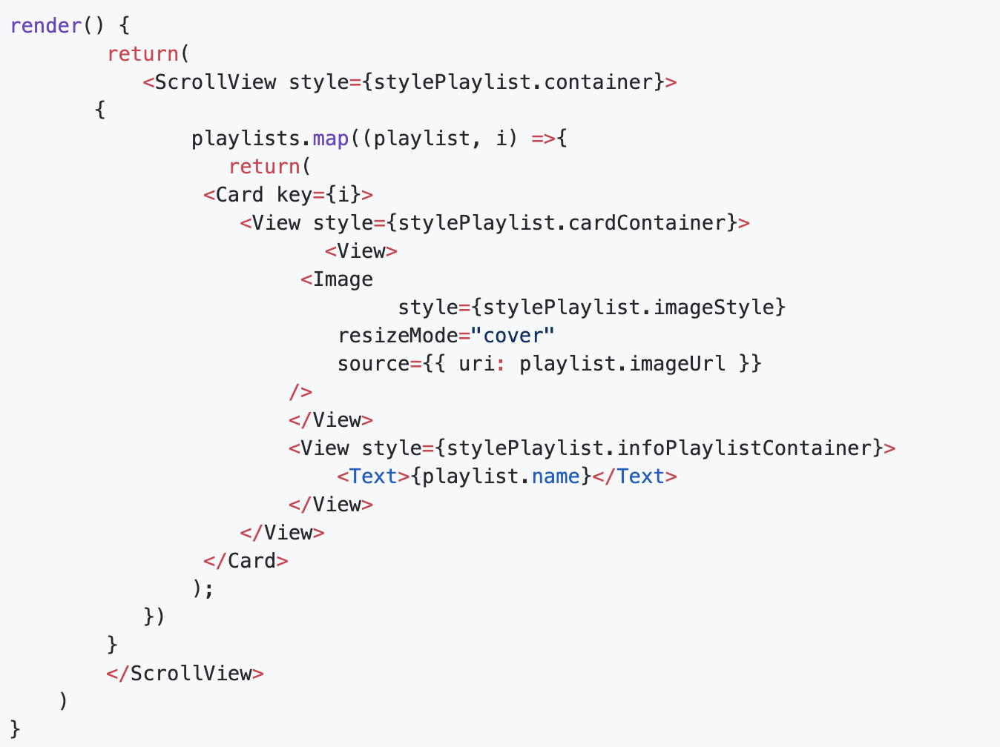 render() {
return(
<ScrollView style={stylePlaylist.container}>
{
playlists.map((playlist, i) =>{
return(
<Card key={i}>
<View style={stylePlaylist.cardContainer}>
<View>
<Image
style={stylePlaylist.imageStyle}
resizeMode="cover"
source={{ uri: playlist.imageUrl }}
/>
</View>
<View style={stylePlaylist.infoPlaylistContainer}>
<Text>{playlist.name}</Text>
</View>
</View>
</Card>
);
})
}
</ScrollView>
)
}